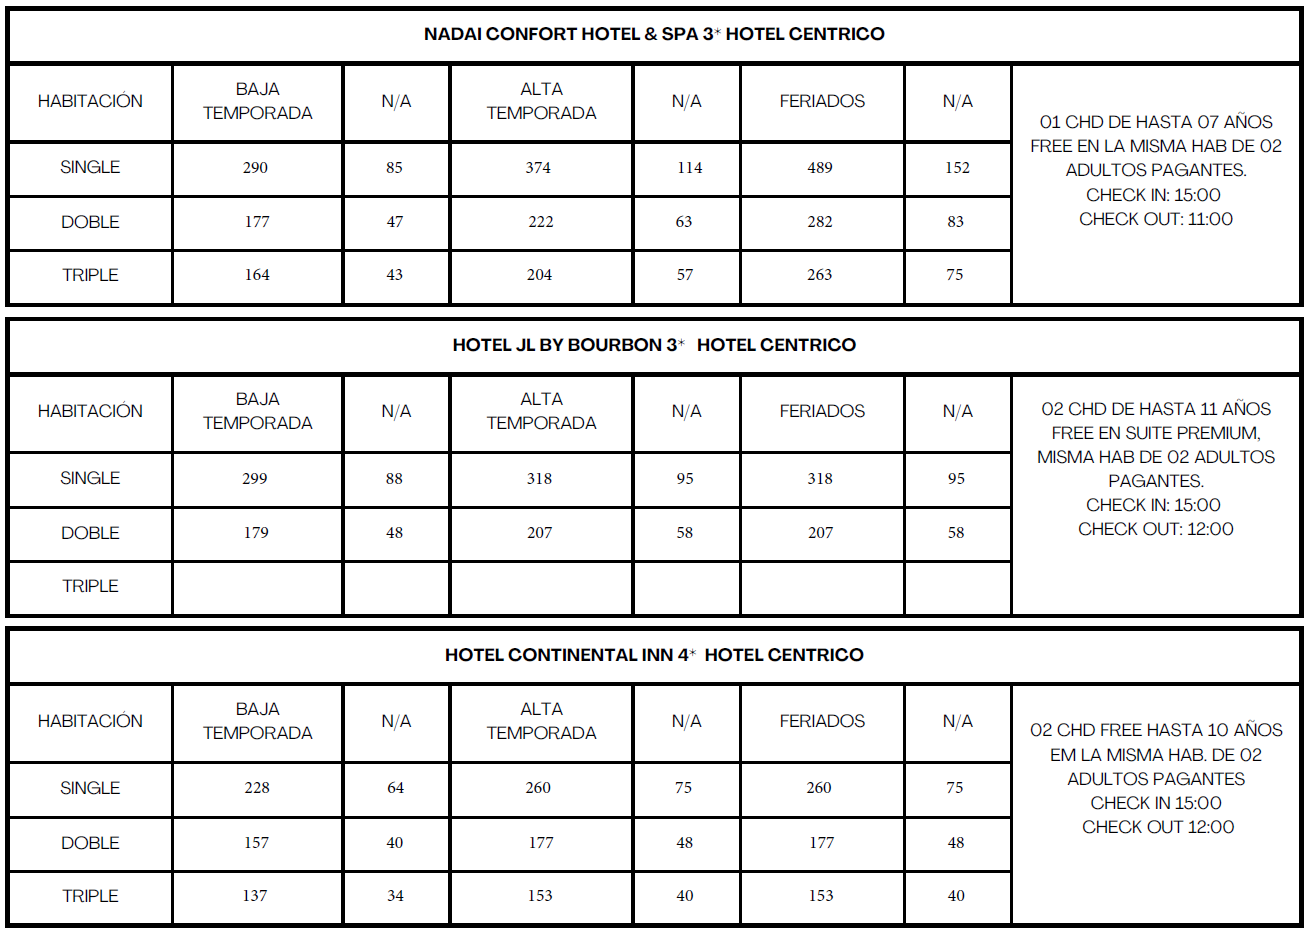 NADAI CONFORT HOTEL & SPA 3* HOTEL CENTRICO
HABITACIÓN
BAJA
TEMPORADA
N/A
ALTA
TEMPORADA
N/A
FERIADOS
N/A
01 CHD DE HASTA 07 AÑOS
FREE EN LA MISMA HAB DE 02
ADULTOS PAGANTES.
CHECK IN: 15:00
CHECK OUT: 11:00
SINGLE 290 85 374 114 489 152
DOBLE 177 47 222 63 282 83
TRIPLE 164 43 204 57 263 75
HOTEL JL BY BOURBON 3* HOTEL CENTRICO
HABITACIÓN
BAJA
TEMPORADA
N/A
ALTA
TEMPORADA
N/A
FERIADOS
N/A
02 CHD DE HASTA 11 AÑOS
FREE EN SUITE PREMIUM,
MISMA HAB DE 02 ADULTOS
PAGANTES.
CHECK IN: 15:00
CHECK OUT: 12:00
SINGLE 299 88 318 95 318 95
DOBLE 179 48 207 58 207 58
TRIPLE
HOTEL CONTINENTAL INN 4* HOTEL CENTRICO
HABITACIÓN
BAJA
TEMPORADA
N/A
ALTA
TEMPORADA
N/A
FERIADOS
N/A
02 CHD FREE HASTA 10 AÑOS
EM LA MISMA HAB. DE 02
ADULTOS PAGANTES
CHECK IN 15:00
CHECK OUT 12:00
SINGLE 228 64 260 75 260 75
DOBLE 157 40 177 48 177 48
TRIPLE 137 34 153 40 153 40